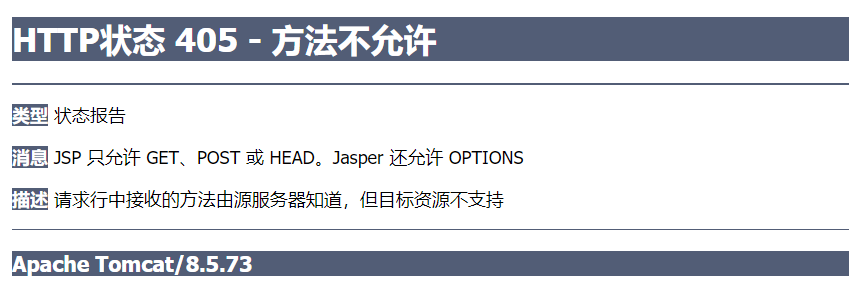 HTTP状态 405 - 方法不允许
类型 状态报告
消息 JSP 只允许 GET、POST 或 HEAD。Jasper 还允许 OPTIONS
描述 请求行中接收的方法由源服务器知道，但目标资源不支持
Apache Tomcat/8.5.73